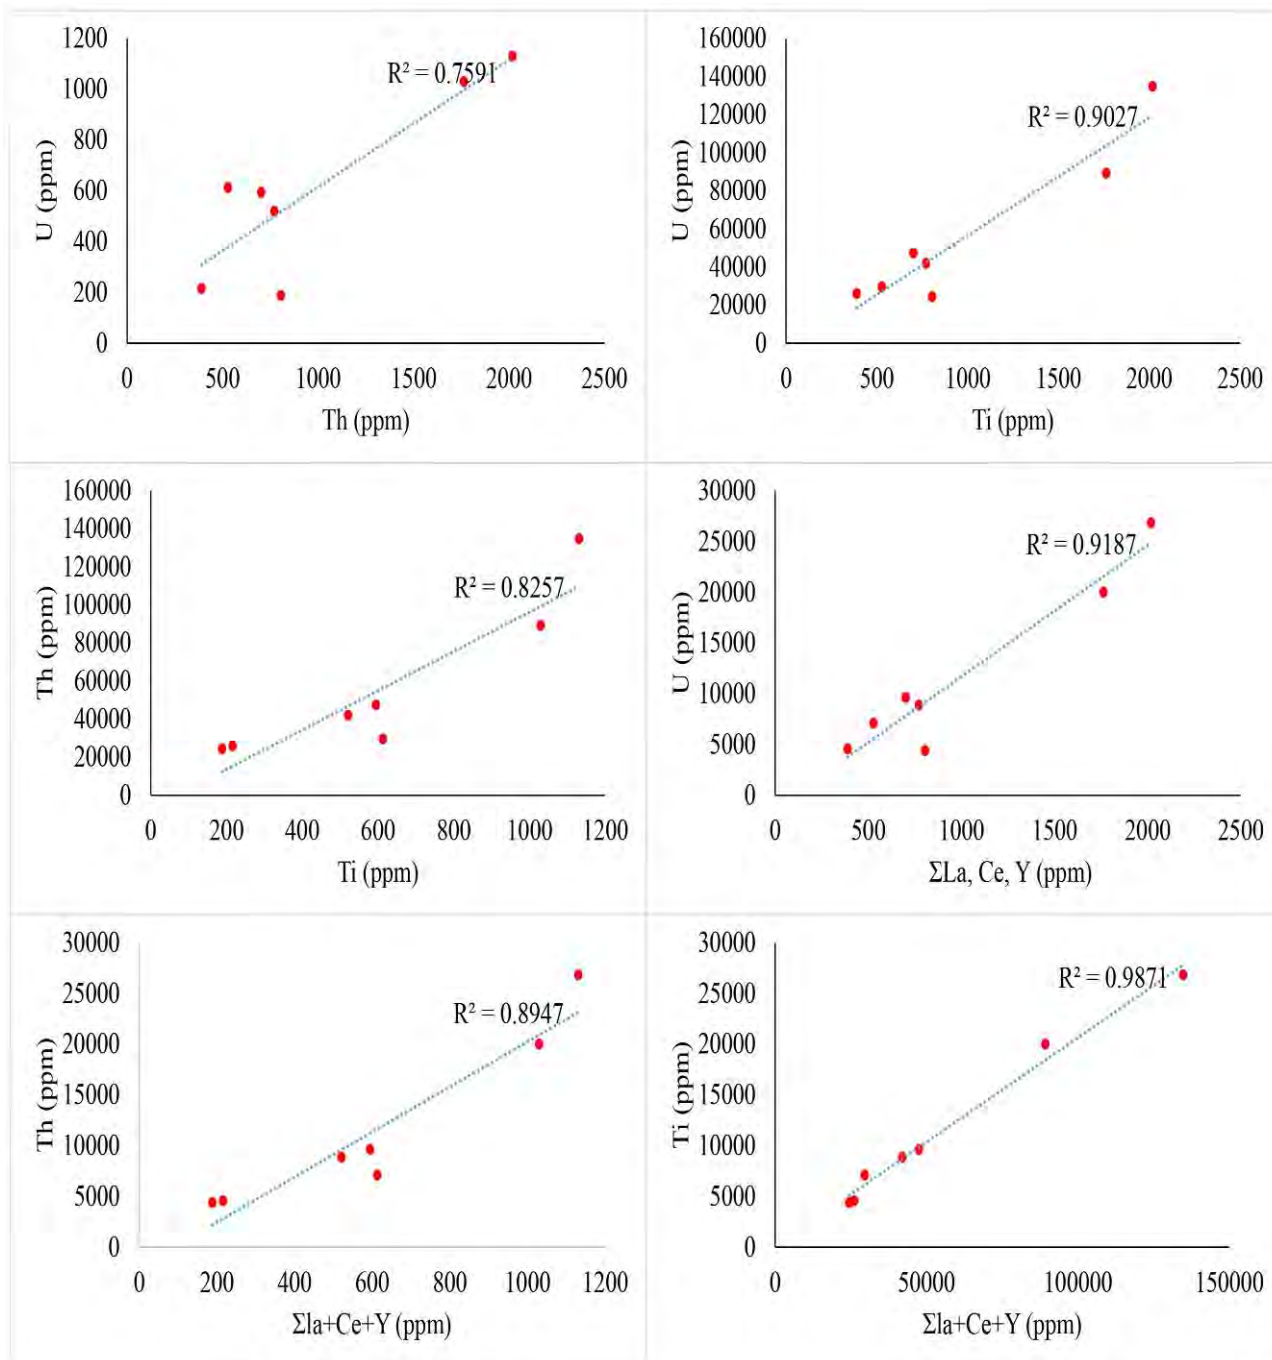 1200
1000
800
600
400
200
0
U (ppm)
R² = 0.7591
0 500 1000 1500 2000 2500
Th (ppm)
160000
140000
120000
100000
80000
60000
40000
20000
0
U (ppm)
R² = 0.9027
0 500 1000 1500 2000 2500
Ti (ppm)
160000
140000
120000
100000
80000
60000
40000
20000
0
Th (ppm)
R² = 0.8257
0 200 400 600 800 1000 1200
Ti (ppm)
30000
25000
20000
15000
10000
5000
0
U (ppm)
R² = 0.9187
0 500 1000 1500 2000 2500
ΣLa, Ce, Y (ppm)
30000
25000
20000
15000
10000
5000
0
Th (ppm)
R² = 0.8947
0 200 400 600 800 1000 1200
Σla+Ce+Y (ppm)
30000
25000
20000
15000
10000
5000
0
Ti (ppm)
R² = 0.9871
0 50000 100000 150000
Σla+Ce+Y (ppm)